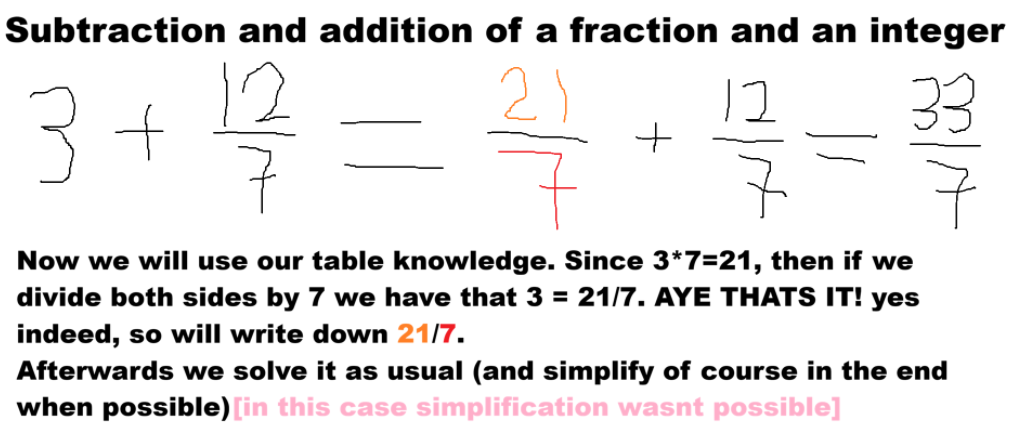 Subtraction and addition of a fraction and an integer
3 + 12/7 = 21/7 + 12/7 = 33/7
Now we will use our table knowledge. Since 3*7=21, then if we
divide both sides by 7 we have that 3 = 21/7. AYE THATS IT! yes
indeed, so will write down 21/7.
Afterwards we solve it as usual (and simplify of course in the end
when possible)[in this case simplification wasnt possible]